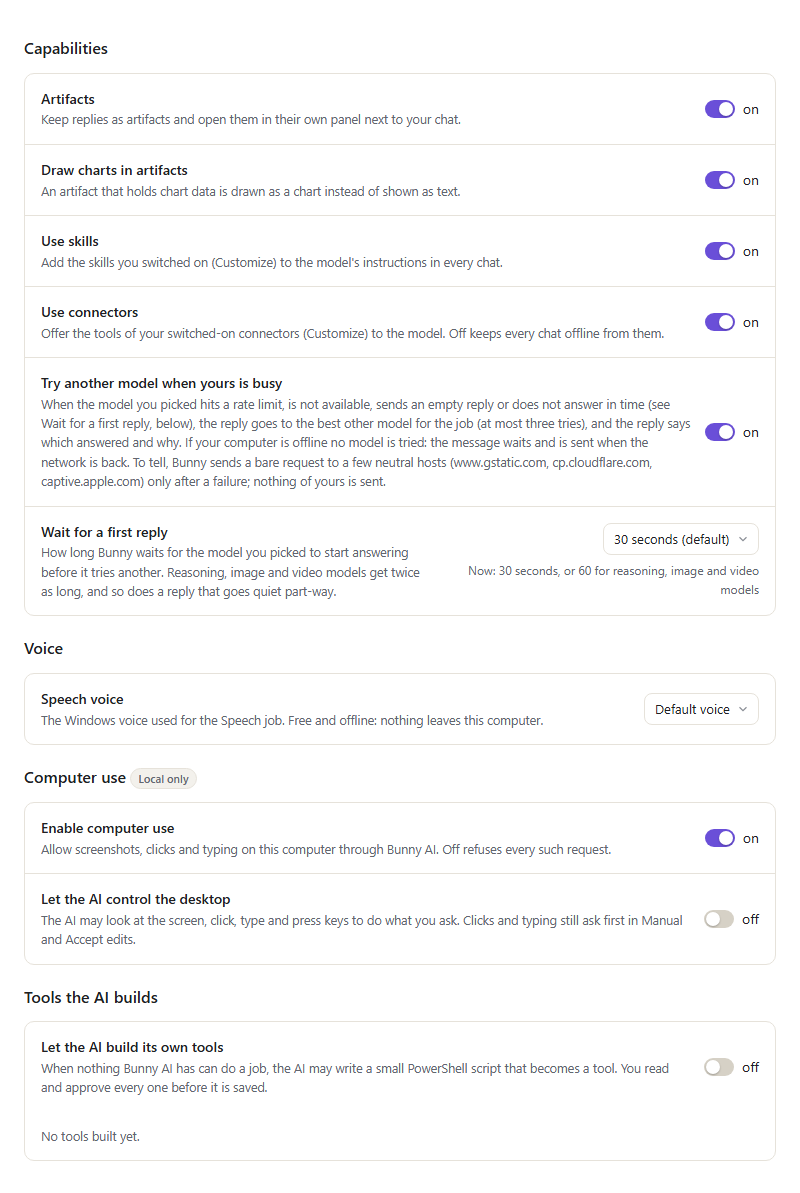 Capabilities
Artifacts
Keep replies as artifacts and open them in their own panel next to your chat.
on
Draw charts in artifacts
An artifact that holds chart data is drawn as a chart instead of shown as text.
on
Use skills
Add the skills you switched on (Customize) to the model's instructions in every chat.
on
Use connectors
Offer the tools of your switched-on connectors (Customize) to the model. Off keeps every chat offline from them.
on
Try another model when yours is busy
When the model you picked hits a rate limit, is not available, sends an empty reply or does not answer in time (see
Wait for a first reply, below), the reply goes to the best other model for the job (at most three tries), and the reply says
which answered and why. If your computer is offline no model is tried: the message waits and is sent when the
network is back. To tell, Bunny sends a bare request to a few neutral hosts (www.gstatic.com, cp.cloudflare.com,
captive.apple.com) only after a failure; nothing of yours is sent.
on
Wait for a first reply
How long Bunny waits for the model you picked to start answering
before it tries another. Reasoning, image and video models get twice
as long, and so does a reply that goes quiet part-way.
30 seconds (default)
Now: 30 seconds, or 60 for reasoning, image and video
models
Voice
Speech voice
The Windows voice used for the Speech job. Free and offline: nothing leaves this computer.
Default voice
Computer use
Local only
Enable computer use
Allow screenshots, clicks and typing on this computer through Bunny AI. Off refuses every such request.
on
Let the AI control the desktop
The AI may look at the screen, click, type and press keys to do what you ask. Clicks and typing still ask first in Manual
and Accept edits.
off
Tools the AI builds
Let the AI build its own tools
When nothing Bunny AI has can do a job, the AI may write a small PowerShell script that becomes a tool. You read
and approve every one before it is saved.
off
No tools built yet.